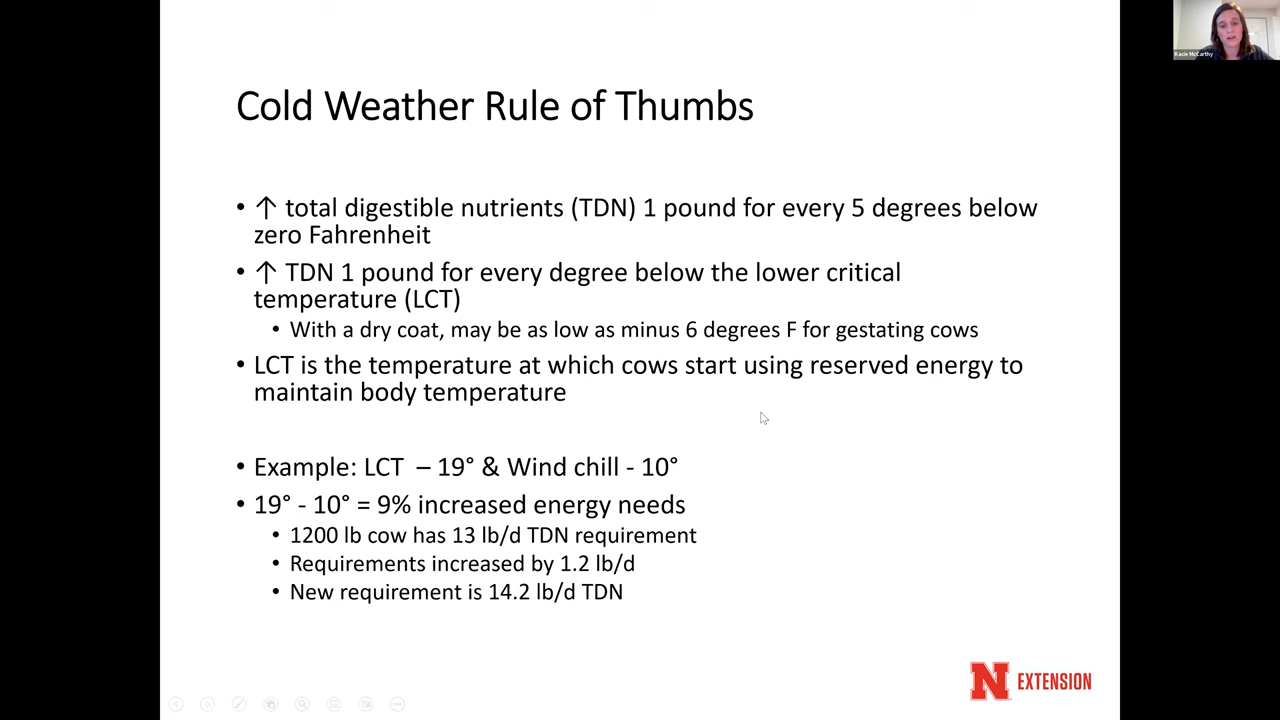 Kacie McCarthy
Cold Weather Rule of Thumbs
• ↑ total digestible nutrients (TDN) 1 pound for every 5 degrees below
zero Fahrenheit
• ↑ TDN 1 pound for every degree below the lower critical
temperature (LCT)
• With a dry coat, may be as low as minus 6 degrees F for gestating cows
• LCT is the temperature at which cows start using reserved energy to
maintain body temperature
• Example: LCT – 19° & Wind chill - 10°
• 19° - 10° = 9% increased energy needs
• 1200 lb cow has 13 lb/d TDN requirement
• Requirements increased by 1.2 lb/d
• New requirement is 14.2 lb/d TDN
N EXTENSION